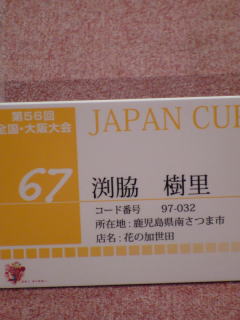 第56回
全国・大阪大会
JAPAN CUP
67
渕脇 樹里
コード番号 97-032
所在地：鹿児島県南さつま市
店名：花の加世田